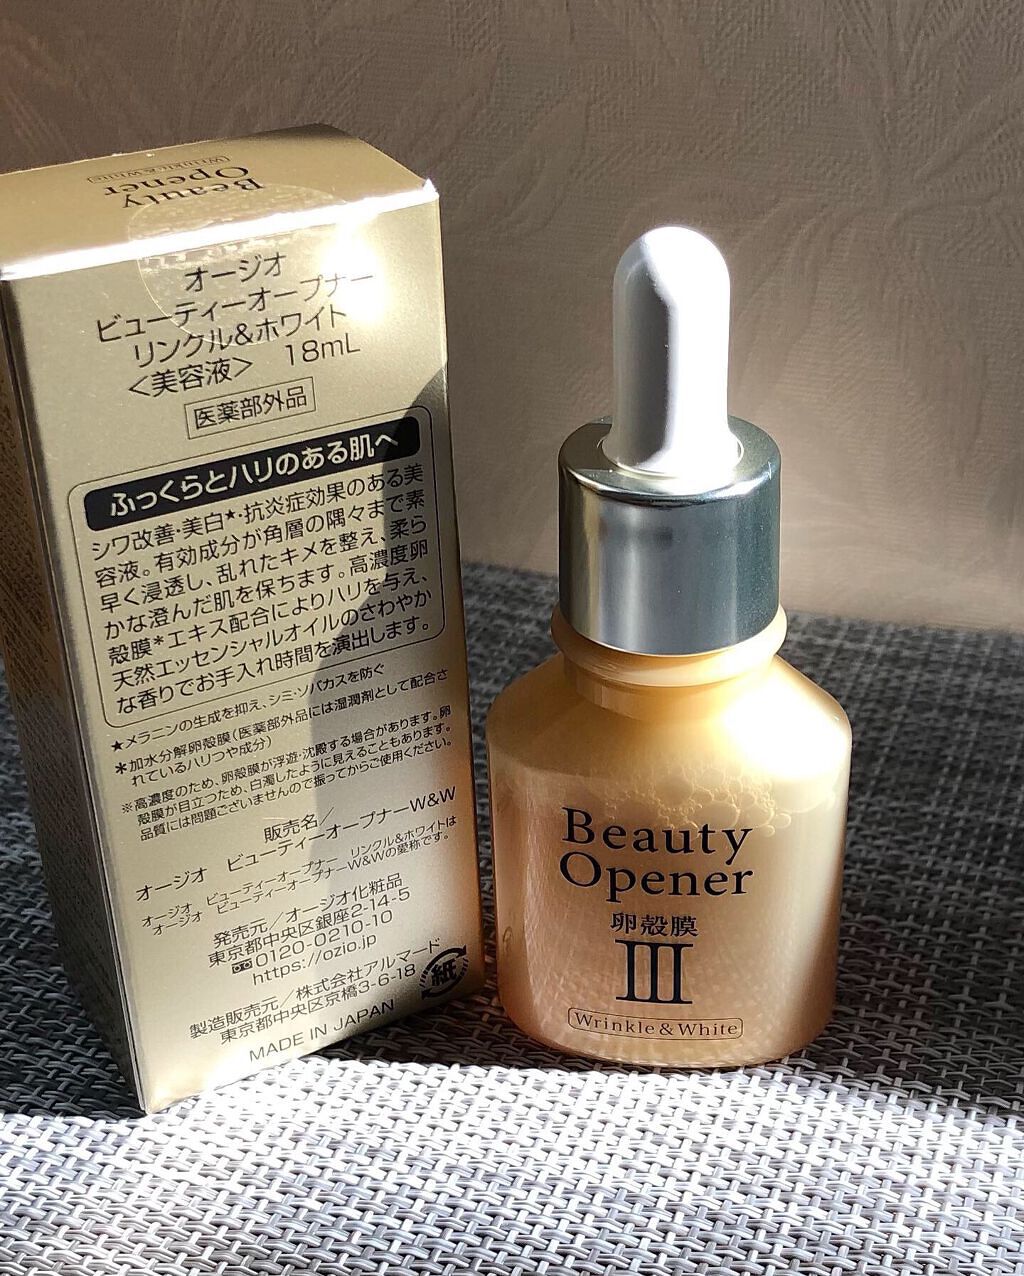 Beauty
Opener
Wrinkle&White
オージオ
ビューティーオープナー
リンクル&ホワイト
<美容液> 18mL
医薬部外品
ふっくらとハリのある肌へ
シワ改善・美白★・抗炎症効果のある美
容液。有効成分が角層の隅々まで素
早く浸透し、乱れたキメを整え、柔ら
かな澄んだ肌を保ちます。高濃度卵
殻膜*エキス配合によりハリを与え、
天然エッセンシャルオイルのさわやか
な香りでお手入れ時間を演出します。
★メラニンの生成を抑え、シミ・ソバカスを防ぐ
*加水分解卵殻膜(医薬部外品には湿潤剤として配合さ
れているハリつや成分)
※高濃度のため、卵殻膜が浮遊・沈殿する場合があります。卵
殻膜が目立つため、白濁したように見えることもあります。
品質には問題ございませんので振ってからご使用ください。
販売名/
オージオ ビューティーオープナーW&W
オージオ ビューティーオープナー リンクル&ホワイトは
オージオ ビューティーオープナーW&Wの愛称です。
発売元/オージオ化粧品
東京都中央区銀座2-14-5
0120-0210-10
https://ozio.jp
製造販売元/株式会社アルマード
東京都中央区京橋3-6-18
MADE IN JAPAN
紙
Beauty
Opener
卵殻膜
III
Wrinkle&White